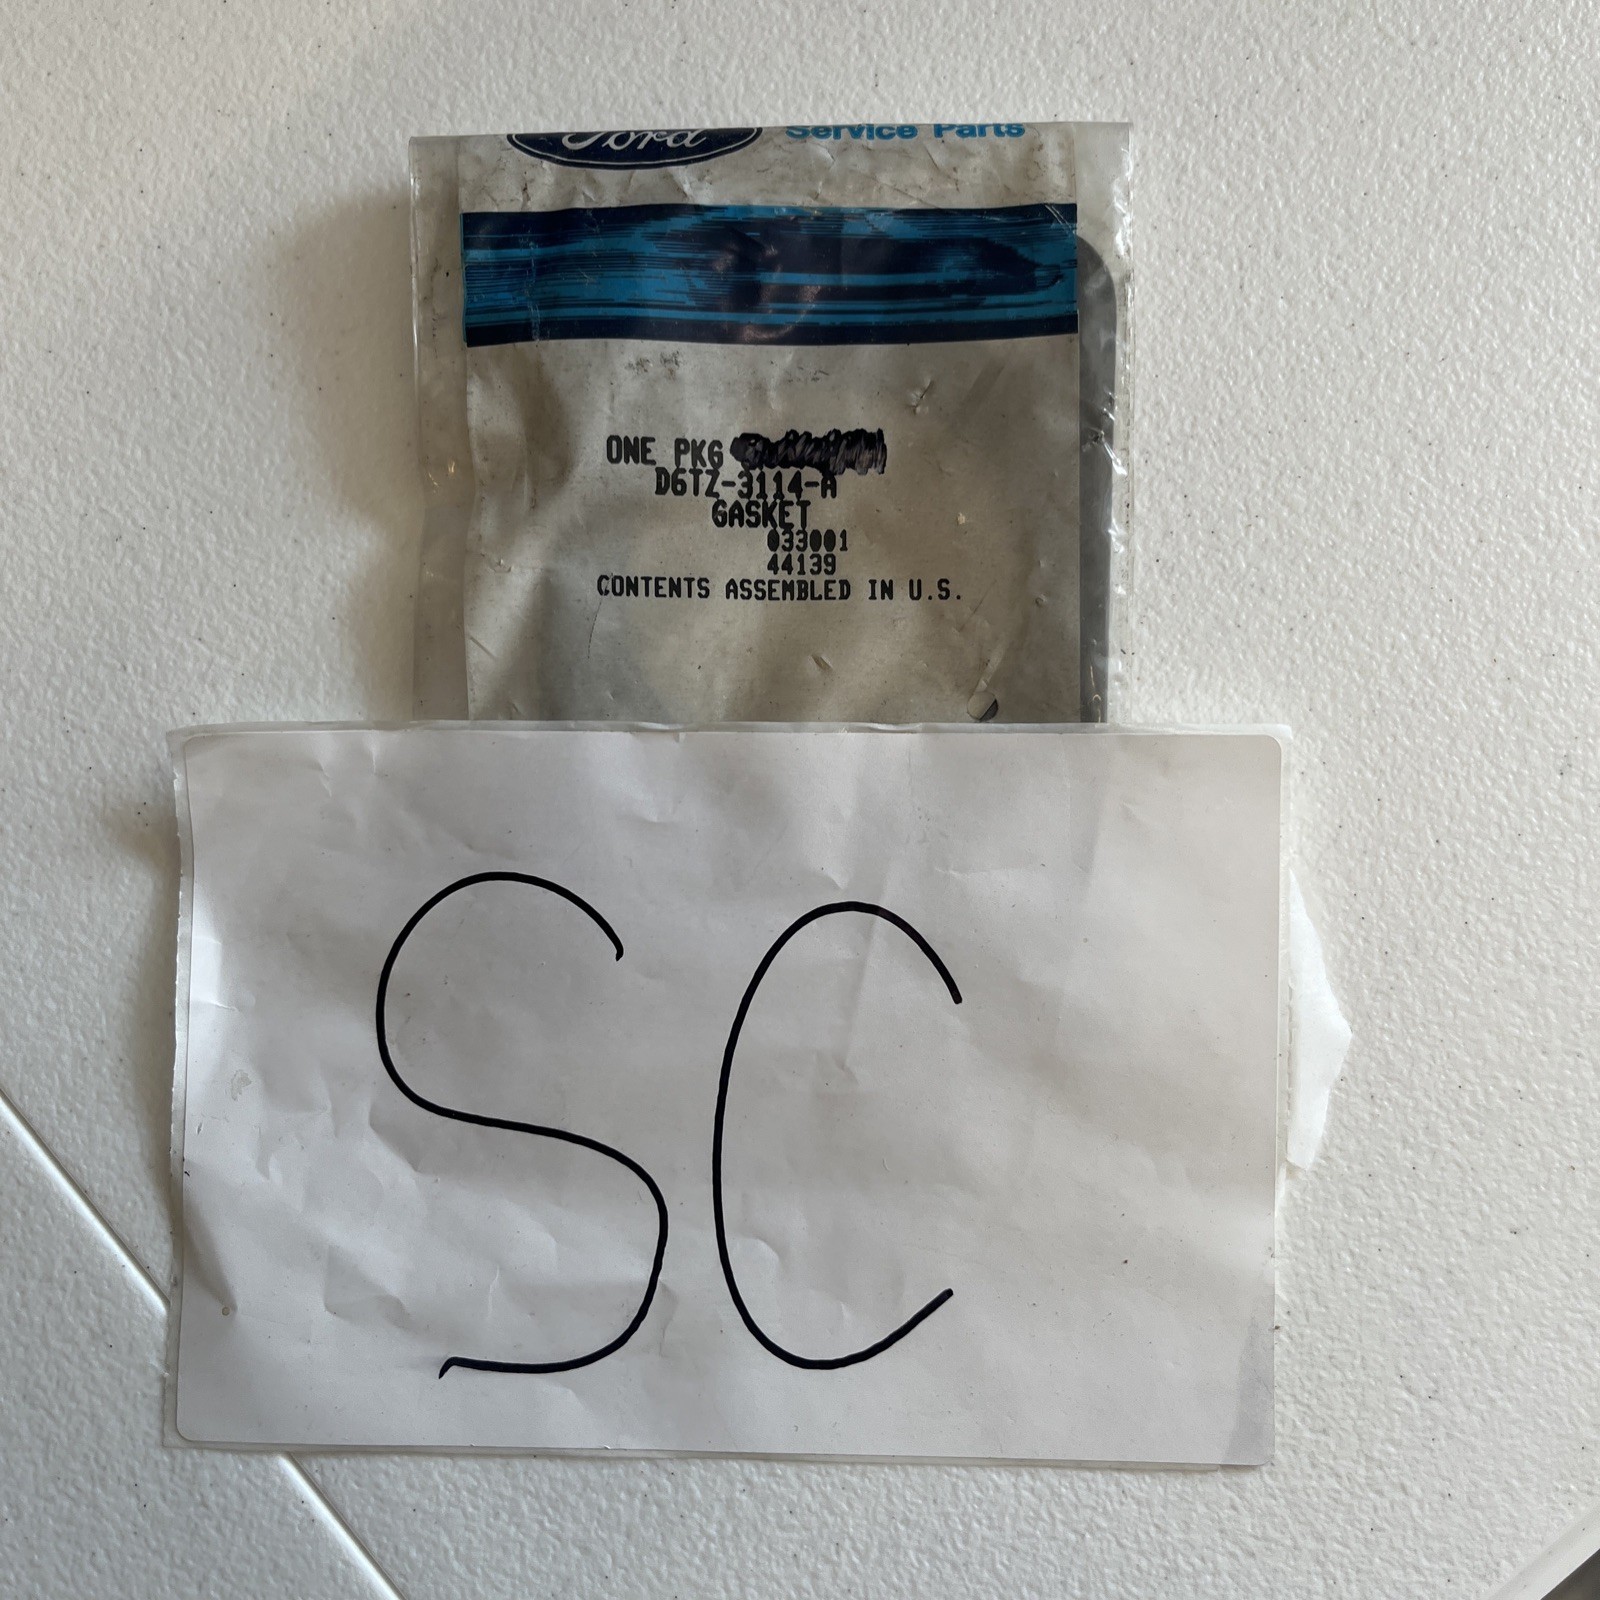 Ford Service Parts
ONE PKG
D6TZ-3114-A
GASKET
033001
44139
CONTENTS ASSEMBLED IN U.S.
SC